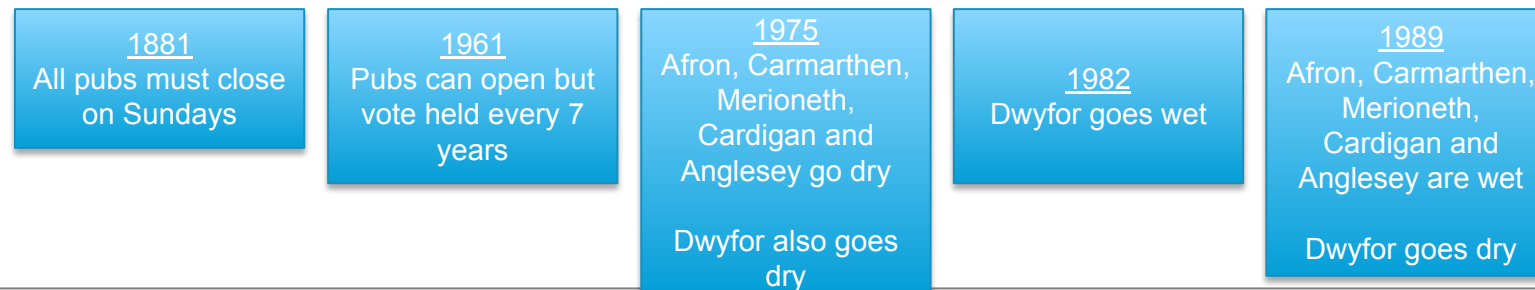 1881
All pubs must close
on Sundays
1961
Pubs can open but
vote held every 7
years
1975
Afron, Carmarthen,
Merioneth,
Cardigan and
Anglesey go dry
Dwyfor also goes
dry
1982
Dwyfor goes wet
1989
Afron, Carmarthen,
Merioneth,
Cardigan and
Anglesey are wet
Dwyfor goes dry